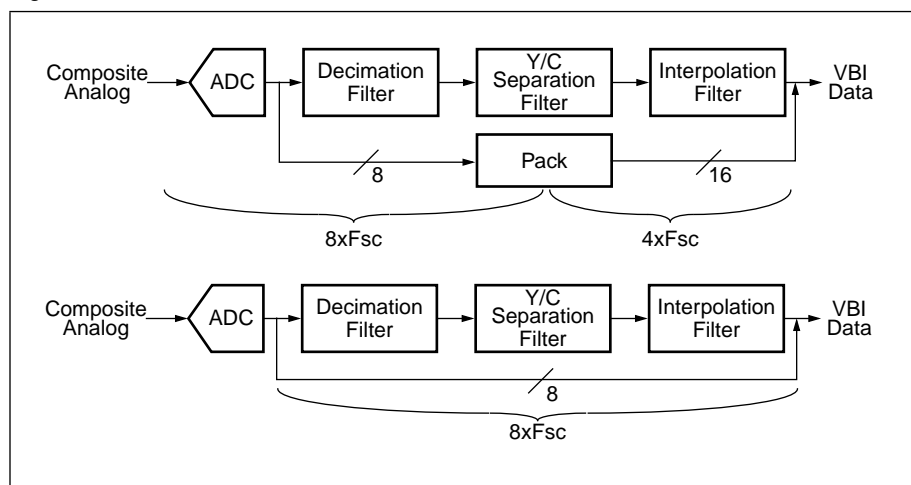 Composite
Analog
ADC
Decimation
Filter
Y/C
Separation
Filter
Interpolation
Filter
VBI
Data
8
Pack
16
8xFsc
4xFsc
Composite
Analog
ADC
Decimation
Filter
Y/C
Separation
Filter
Interpolation
Filter
VBI
Data
8
8xFsc